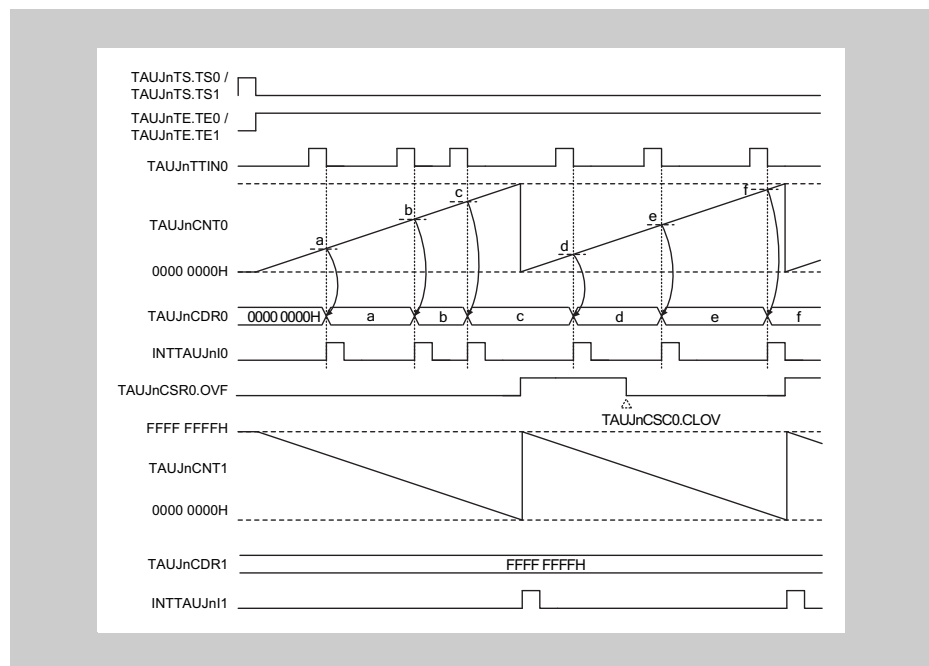 TAUJnTS.TS0 /
TAUJnTS.TS1
TAUJnTE.TE0 /
TAUJnTE.TE1
TAUJnTTIN0
TAUJnCNT0
a
b
c
d
e
f
0000 0000H
TAUJnCDR0
0000 0000H a b c d e f
INTTAUJnI0
TAUJnCSR0.OVF
TAUJnCSC0.CLOV
FFFF FFFFH
TAUJnCNT1
0000 0000H
TAUJnCDR1
FFFF FFFFH
INTTAUJnI1